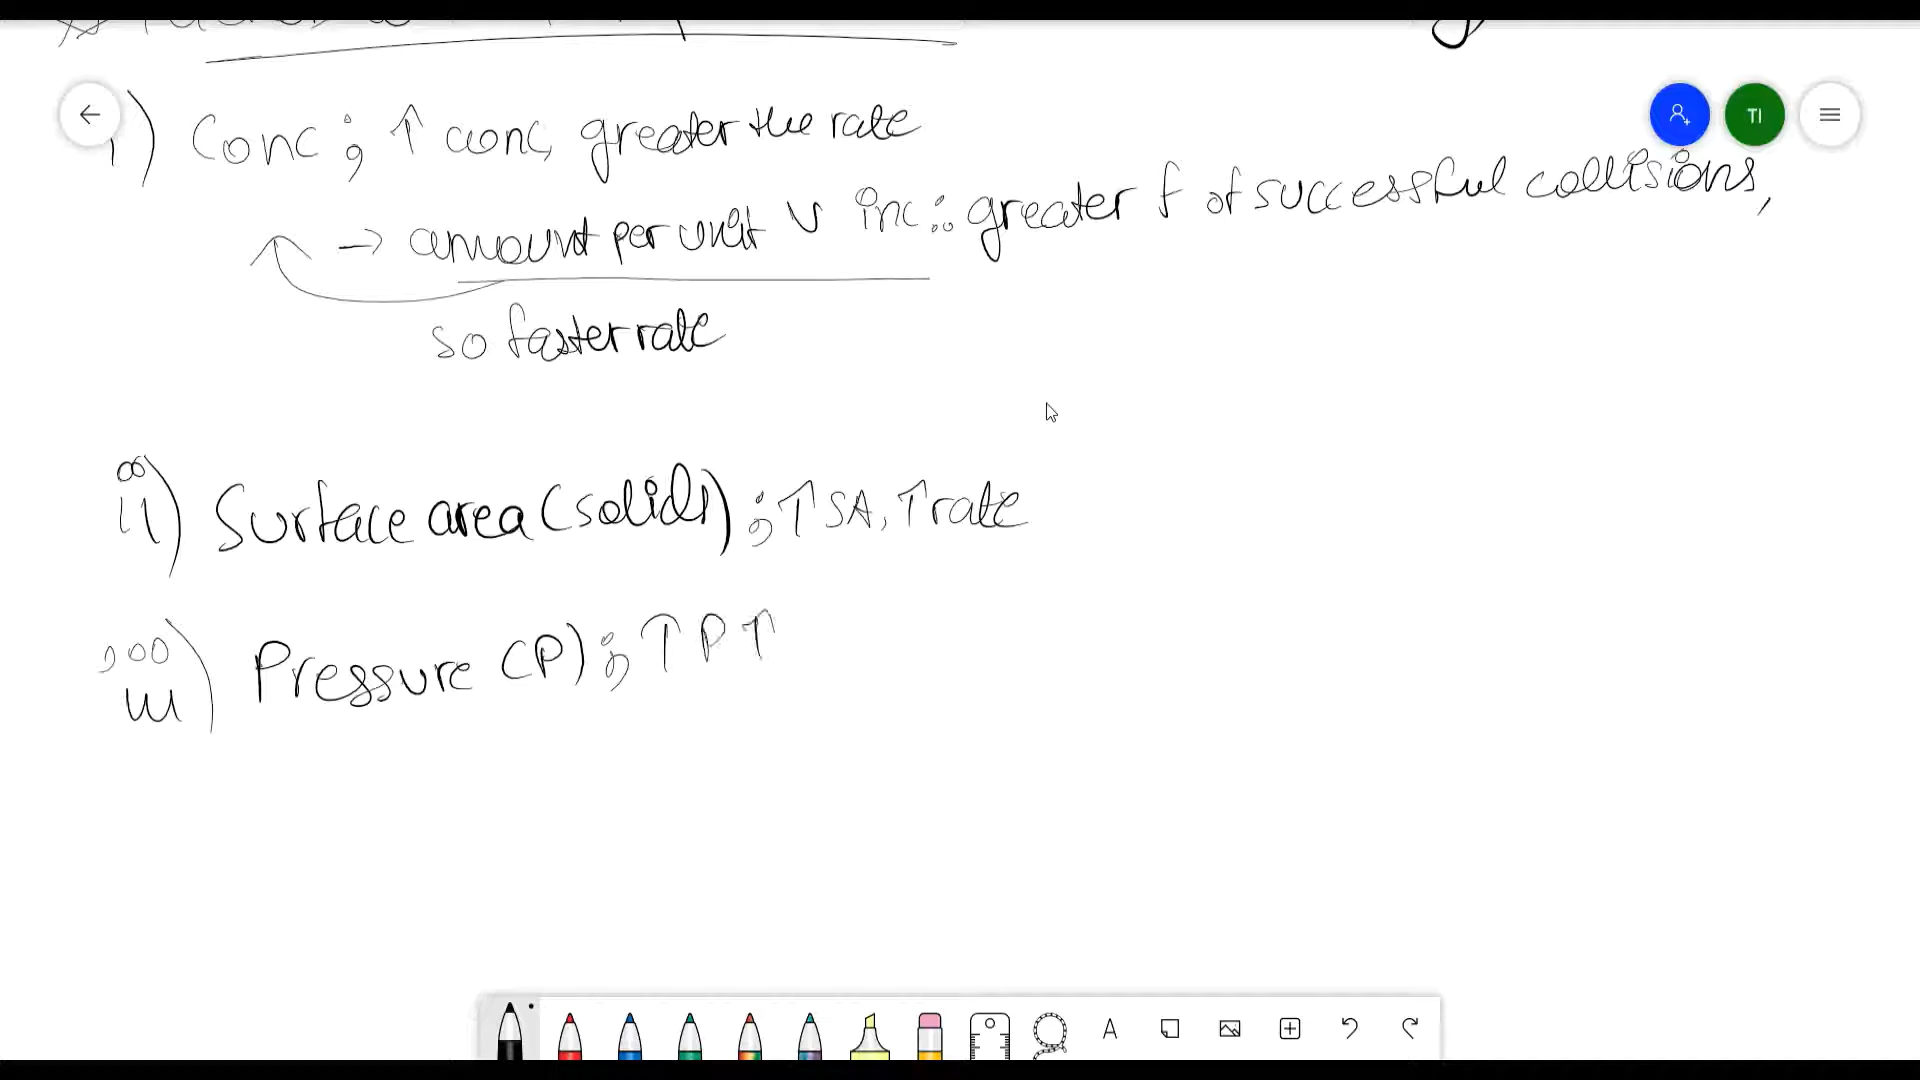 i) Conc ; ↑ conc, greater the rate
→ amount per unit v inc ∴ greater f of successful collisions,
so faster rate
ii) Surface area (solids) ; ↑ SA, ↑ rate
iii) Pressure (P) ; ↑ P ↑
TI
A